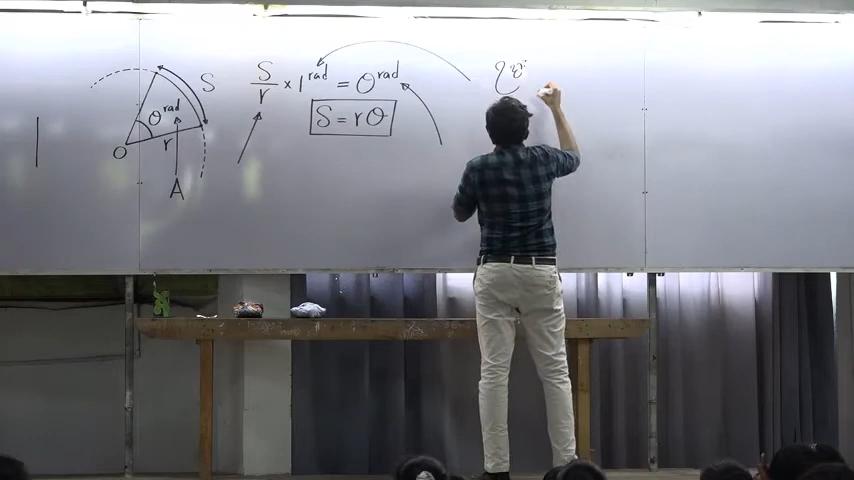 S
θ rad
O
r
A
S/r × 1 rad = θ rad
S = rθ